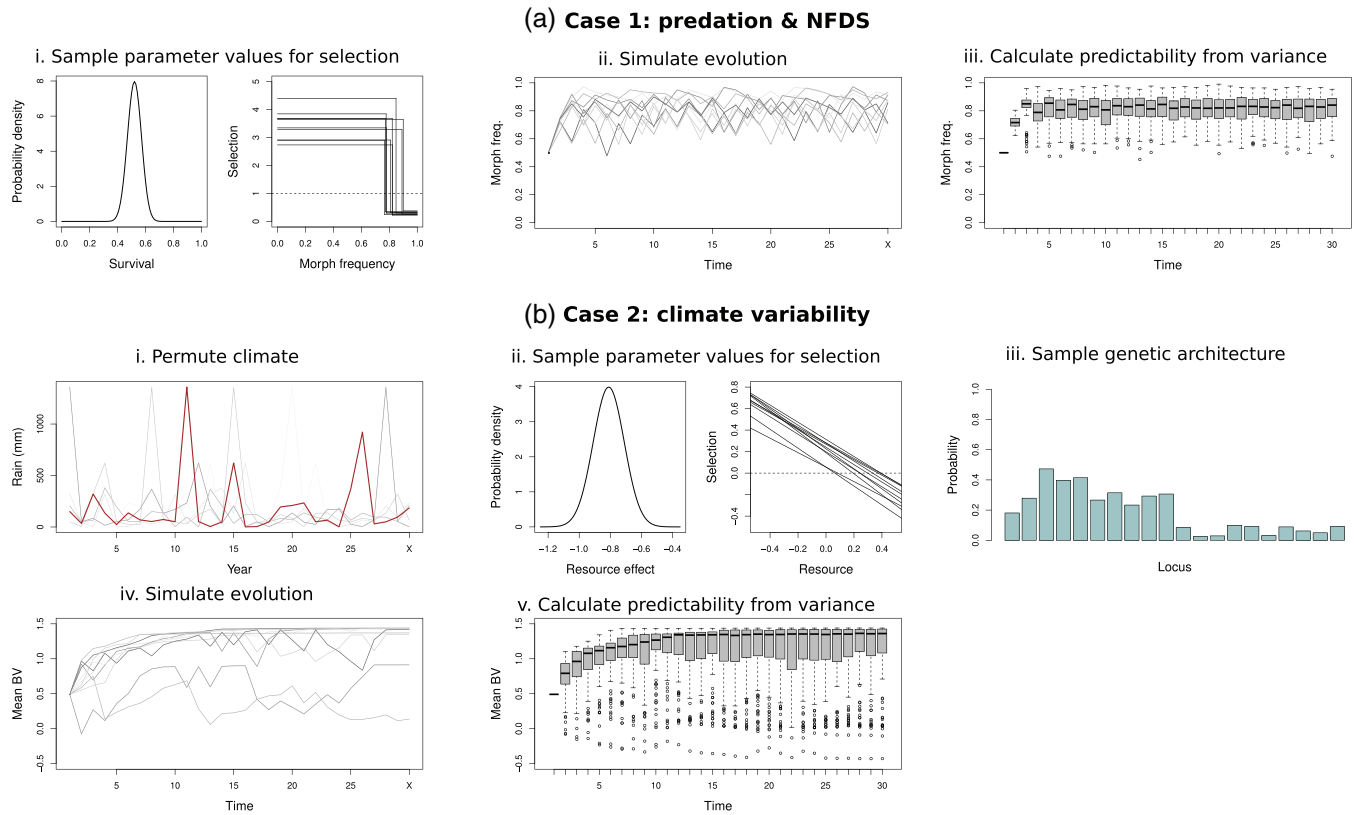 (a) Case 1: predation & NFDS
i. Sample parameter values for selection
ii. Simulate evolution
iii. Calculate predictability from variance
Probability density
0 2 4 6 8
0.0 0.2 0.4 0.6 0.8 1.0
Survival
Selection
0 1 2 3 4 5
0.0 0.2 0.4 0.6 0.8 1.0
Morph frequency
Morph freq.
0.0 0.2 0.4 0.6 0.8 1.0
5 10 15 20 25 X
Time
Morph freq.
0.0 0.2 0.4 0.6 0.8 1.0
5 10 15 20 25 30
Time
(b) Case 2: climate variability
i. Permute climate
ii. Sample parameter values for selection
iii. Sample genetic architecture
Rain (mm)
0 500 1000
5 10 15 20 25 X
Year
Probability density
0 1 2 3 4
−1.2 −1.0 −0.8 −0.6 −0.4
Resource effect
Selection
−0.4 0.0 0.2 0.4 0.6 0.8
−0.4 −0.2 0.0 0.2 0.4
Resource
Probability
0.0 0.2 0.4 0.6 0.8 1.0
Locus
iv. Simulate evolution
v. Calculate predictability from variance
Mean BV
−0.5 0.0 0.5 1.0 1.5
5 10 15 20 25 X
Time
Mean BV
−0.5 0.0 0.5 1.0 1.5
5 10 15 20 25 30
Time